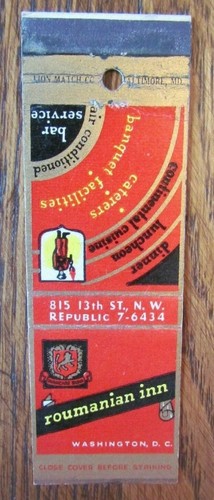 LION MATCH CO. BALTIMORE, MD.
bar
service
air conditioned
banquet facilities
caterers
continental cuisine
luncheon
dinner
815 13th ST., N. W.
REPUBLIC 7-6434
roumanian inn
WASHINGTON, D. C.
CLOSE COVER BEFORE STRIKING